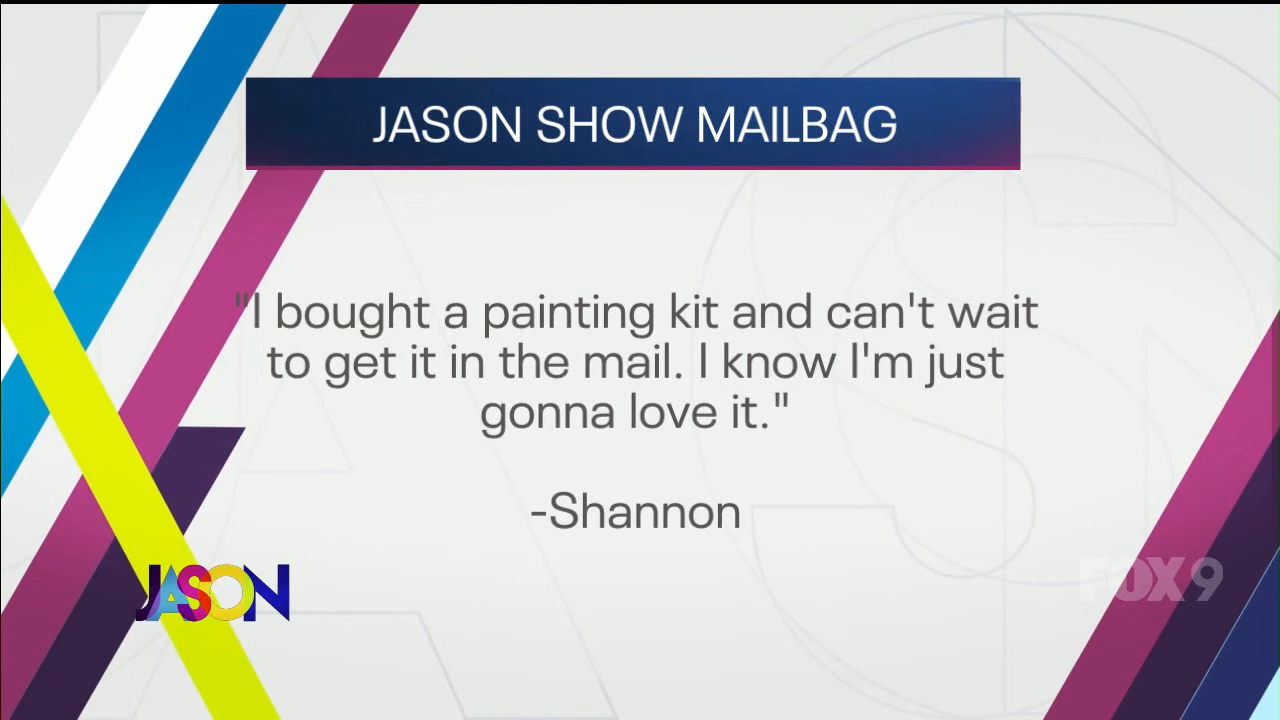 JASON SHOW MAILBAG
"I bought a painting kit and can't wait
to get it in the mail. I know I'm just
gonna love it."
-Shannon
JASON
FOX 9